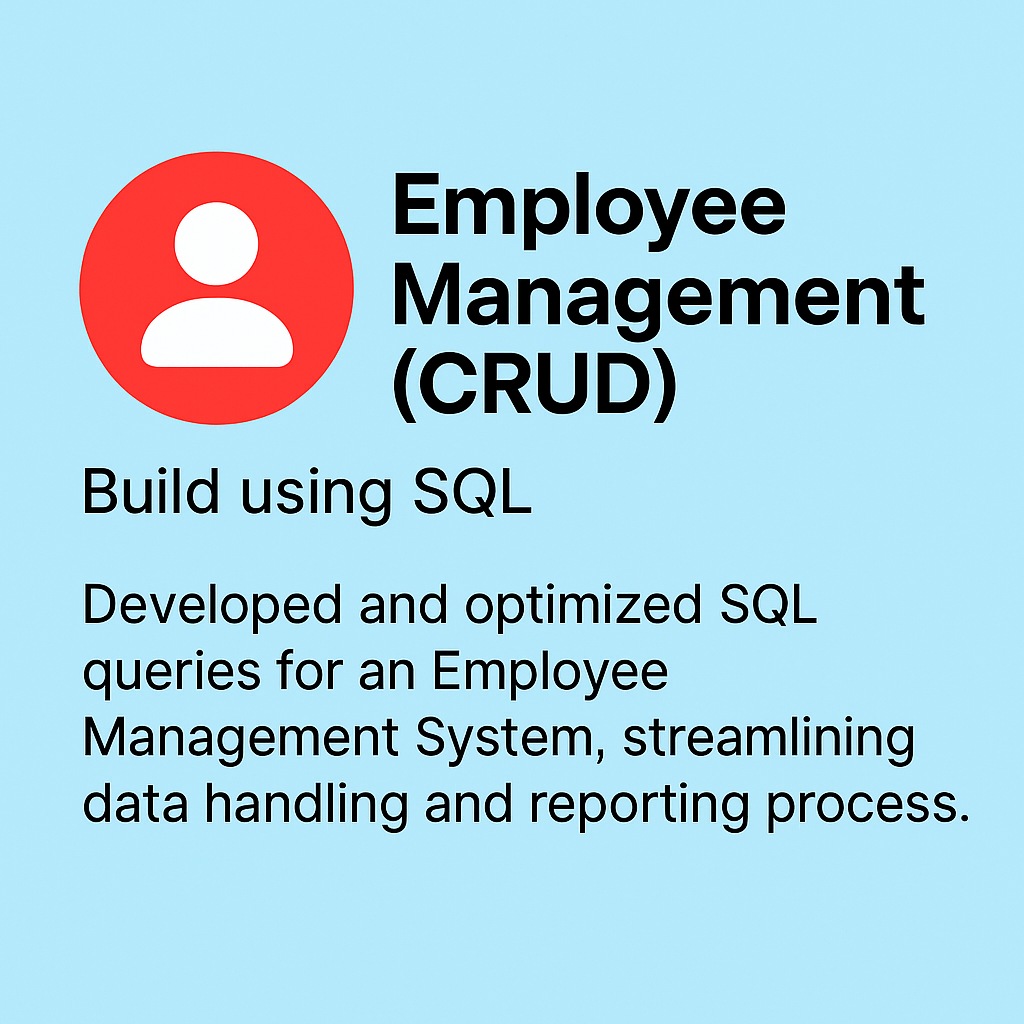 Employee
Management
(CRUD)
Build using SQL
Developed and optimized SQL
queries for an Employee
Management System, streamlining
data handling and reporting process.